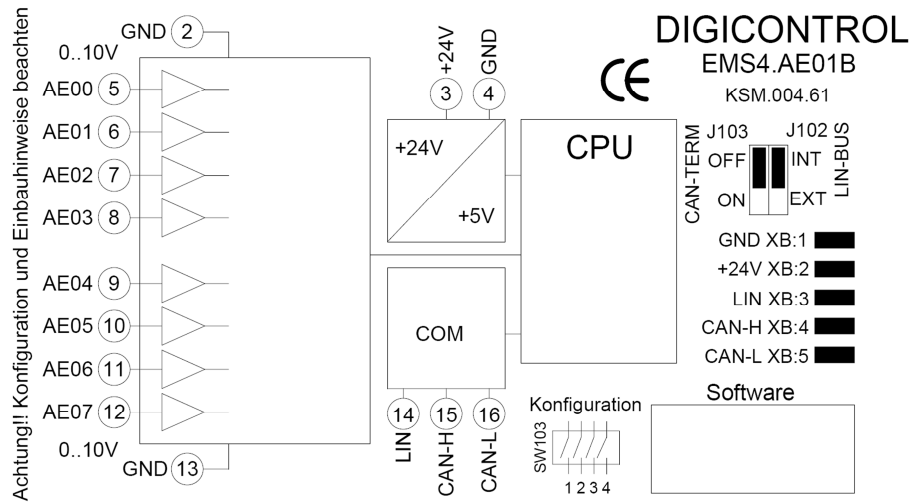 Achtung!! Konfiguration und Einbauhinweise beachten
GND 2
0..10V
AE00 5
AE01 6
AE02 7
AE03 8
AE04 9
AE05 10
AE06 11
AE07 12
0..10V
GND 13
+24V
3
GND
4
+24V
+5V
COM
14
LIN
15
CAN-H
16
CAN-L
CPU
DIGICONTROL
CE
EMS4.AE01B
KSM.004.61
CAN-TERM
J103
OFF
ON
J102
INT
EXT
LIN-BUS
GND XB:1
+24V XB:2
LIN XB:3
CAN-H XB:4
CAN-L XB:5
Konfiguration
SW103
1 2 3 4
Software